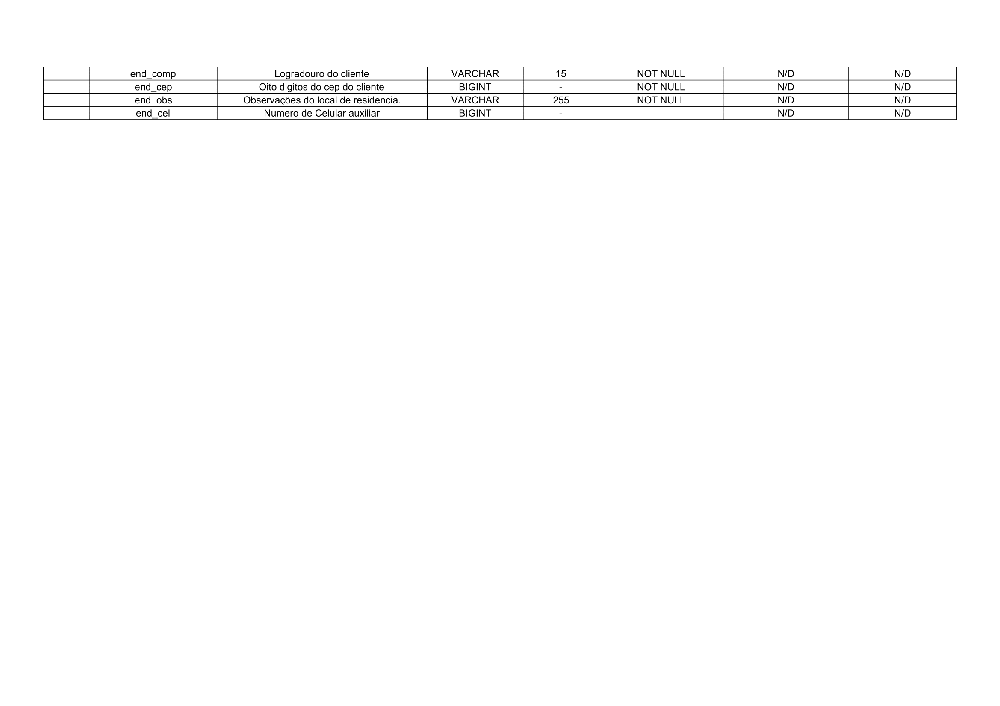 end_comp Logradouro do cliente VARCHAR 15 NOT NULL N/D N/D
end_cep Oito digitos do cep do cliente BIGINT - NOT NULL N/D N/D
end_obs Observações do local de residencia. VARCHAR 255 NOT NULL N/D N/D
end_cel Numero de Celular auxiliar BIGINT - N/D N/D